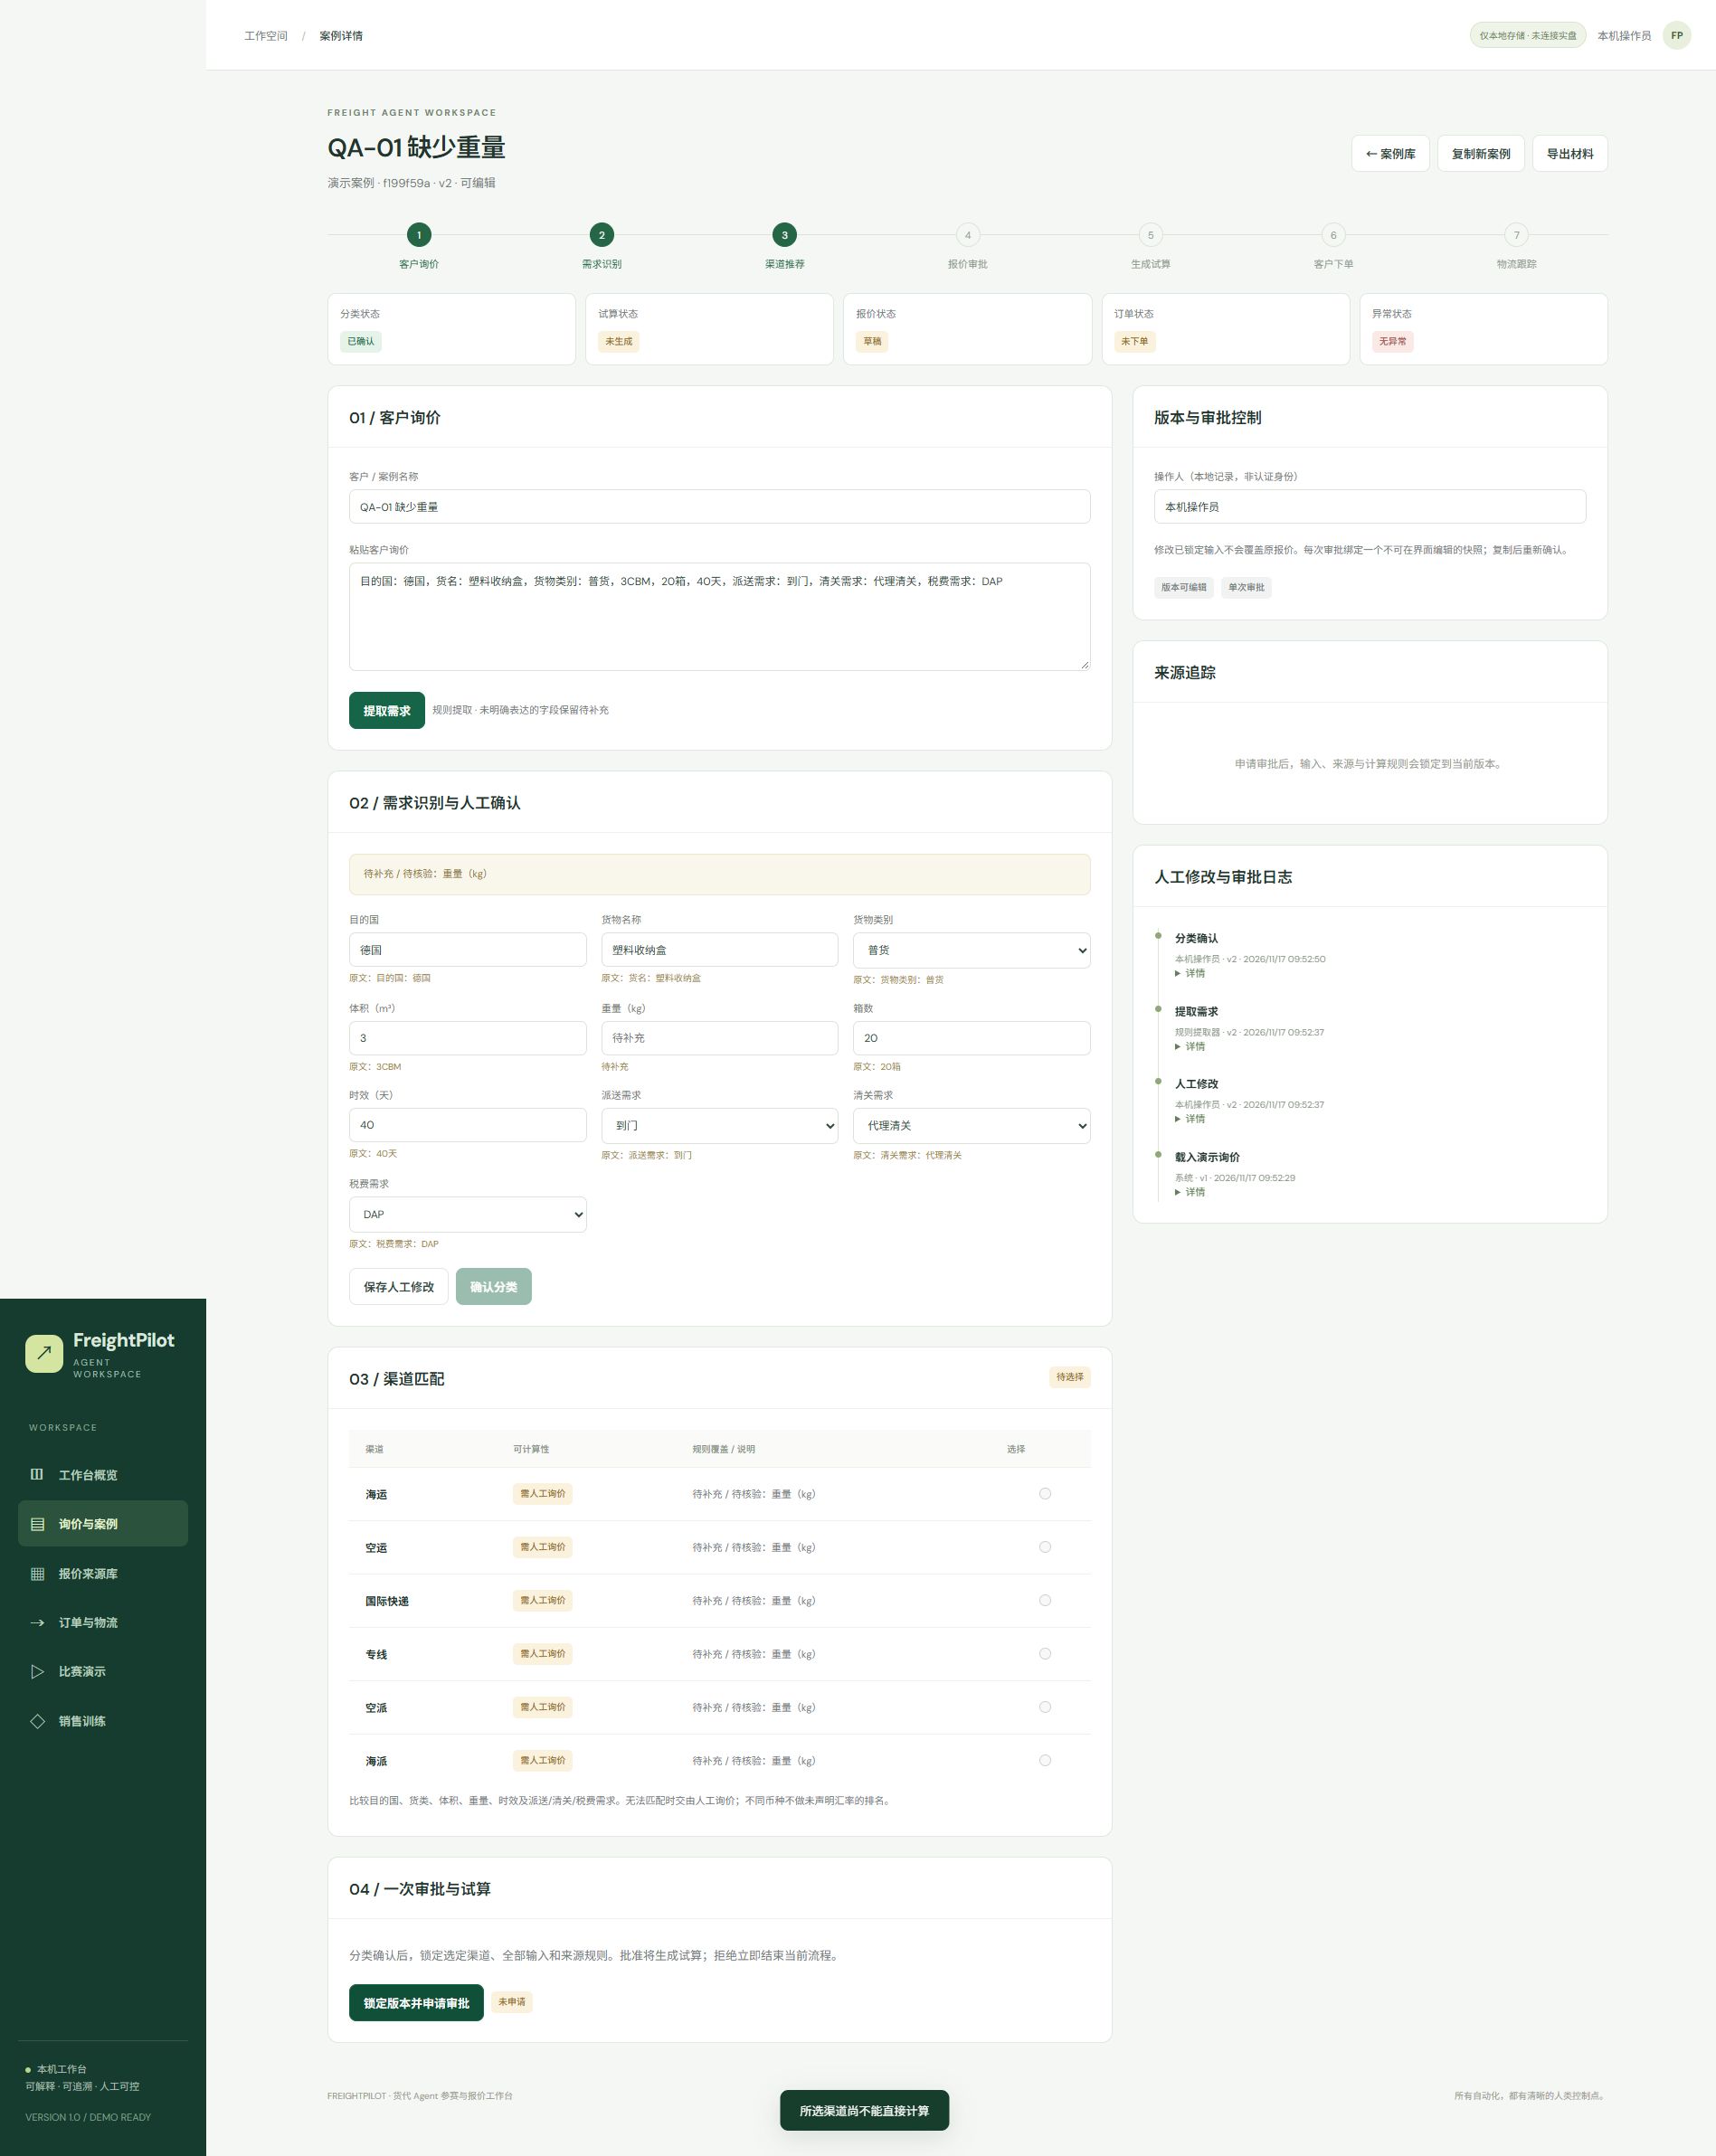 工作空间 / 案例详情
仅本地存储 · 未连接实盘
本机操作员
FP
FREIGHT AGENT WORKSPACE
QA-01 缺少重量
演示案例 · f199f59a · v2 · 可编辑
← 案例库
复制新案例
导出材料
1
2
3
4
5
6
7
客户询价
需求识别
渠道推荐
报价审批
生成试算
客户下单
物流跟踪
分类状态
已确认
试算状态
未生成
报价状态
草稿
订单状态
未下单
异常状态
无异常
01 / 客户询价
客户 / 案例名称
QA-01 缺少重量
粘贴客户询价
目的国：德国，货名：塑料收纳盒，货物类别：普货，3CBM，20箱，40天，派送需求：到门，清关需求：代理清关，税费需求：DAP
提取需求
规则提取 · 未明确表达的字段保留待补充
02 / 需求识别与人工确认
待补充 / 待核验：重量（kg）
目的国
德国
原文：目的国：德国
货物名称
塑料收纳盒
原文：货名：塑料收纳盒
货物类别
普货
原文：货物类别：普货
体积（m³）
3
原文：3CBM
重量（kg）
待补充
待补充
箱数
20
原文：20箱
时效（天）
40
原文：40天
派送需求
到门
原文：派送需求：到门
清关需求
代理清关
原文：清关需求：代理清关
税费需求
DAP
原文：税费需求：DAP
保存人工修改
确认分类
03 / 渠道匹配
待选择
渠道 可计算性 规则覆盖 / 说明 选择
海运 需人工询价 待补充 / 待核验：重量（kg）
空运 需人工询价 待补充 / 待核验：重量（kg）
国际快递 需人工询价 待补充 / 待核验：重量（kg）
专线 需人工询价 待补充 / 待核验：重量（kg）
空派 需人工询价 待补充 / 待核验：重量（kg）
海派 需人工询价 待补充 / 待核验：重量（kg）
比较目的国、货类、体积、重量、时效及派送/清关/税费需求。无法匹配时交由人工询价；不同币种不做未声明汇率的排名。
04 / 一次审批与试算
分类确认后，锁定选定渠道、全部输入和来源规则。批准将生成试算；拒绝立即结束当前流程。
锁定版本并申请审批
未申请
版本与审批控制
操作人（本地记录，非认证身份）
本机操作员
修改已锁定输入不会覆盖原报价。每次审批绑定一个不可在界面编辑的快照；复制后重新确认。
版本可编辑
单次审批
来源追踪
申请审批后，输入、来源与计算规则会锁定到当前版本。
人工修改与审批日志
分类确认
本机操作员 · v2 · 2026/11/17 09:52:50
▶ 详情
提取需求
规则提取器 · v2 · 2026/11/17 09:52:37
▶ 详情
人工修改
本机操作员 · v2 · 2026/11/17 09:52:37
▶ 详情
载入演示询价
系统 · v1 · 2026/11/17 09:52:29
▶ 详情
FreightPilot
AGENT
WORKSPACE
WORKSPACE
工作台概览
询价与案例
报价来源库
订单与物流
比赛演示
销售训练
本机工作台
可解释 · 可追溯 · 人工可控
VERSION 1.0 / DEMO READY
FREIGHTPILOT · 货代 Agent 参赛与报价工作台
所有自动化，都有清晰的人类控制点。
所选渠道尚不能直接计算